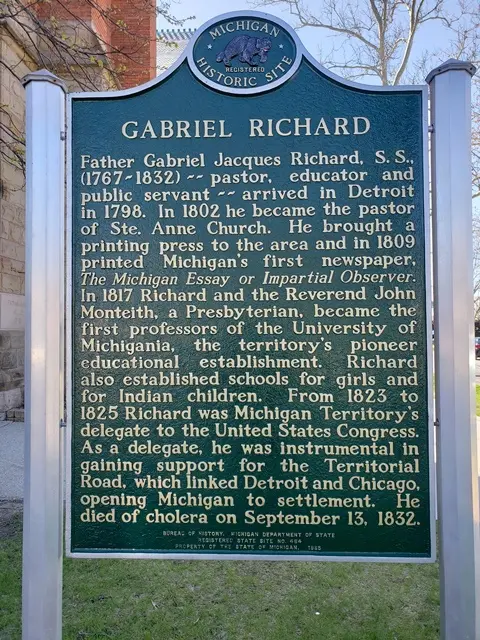 MICHIGAN
REGISTERED
HISTORIC SITE
GABRIEL RICHARD
Father Gabriel Jacques Richard, S. S.,
(1767-1832) -- pastor, educator and
public servant -- arrived in Detroit
in 1798. In 1802 he became the pastor
of Ste. Anne Church. He brought a
printing press to the area and in 1809
printed Michigan's first newspaper,
The Michigan Essay or Impartial Observer.
In 1817 Richard and the Reverend John
Monteith, a Presbyterian, became the
first professors of the University of
Michigania, the territory's pioneer
educational establishment. Richard
also established schools for girls and
for Indian children. From 1823 to
1825 Richard was Michigan Territory's
delegate to the United States Congress.
As a delegate, he was instrumental in
gaining support for the Territorial
Road, which linked Detroit and Chicago,
opening Michigan to settlement. He
died of cholera on September 13, 1832.
BUREAU OF HISTORY, MICHIGAN DEPARTMENT OF STATE
REGISTERED STATE SITE NO.
PROPERTY OF THE STATE OF MICHIGAN,